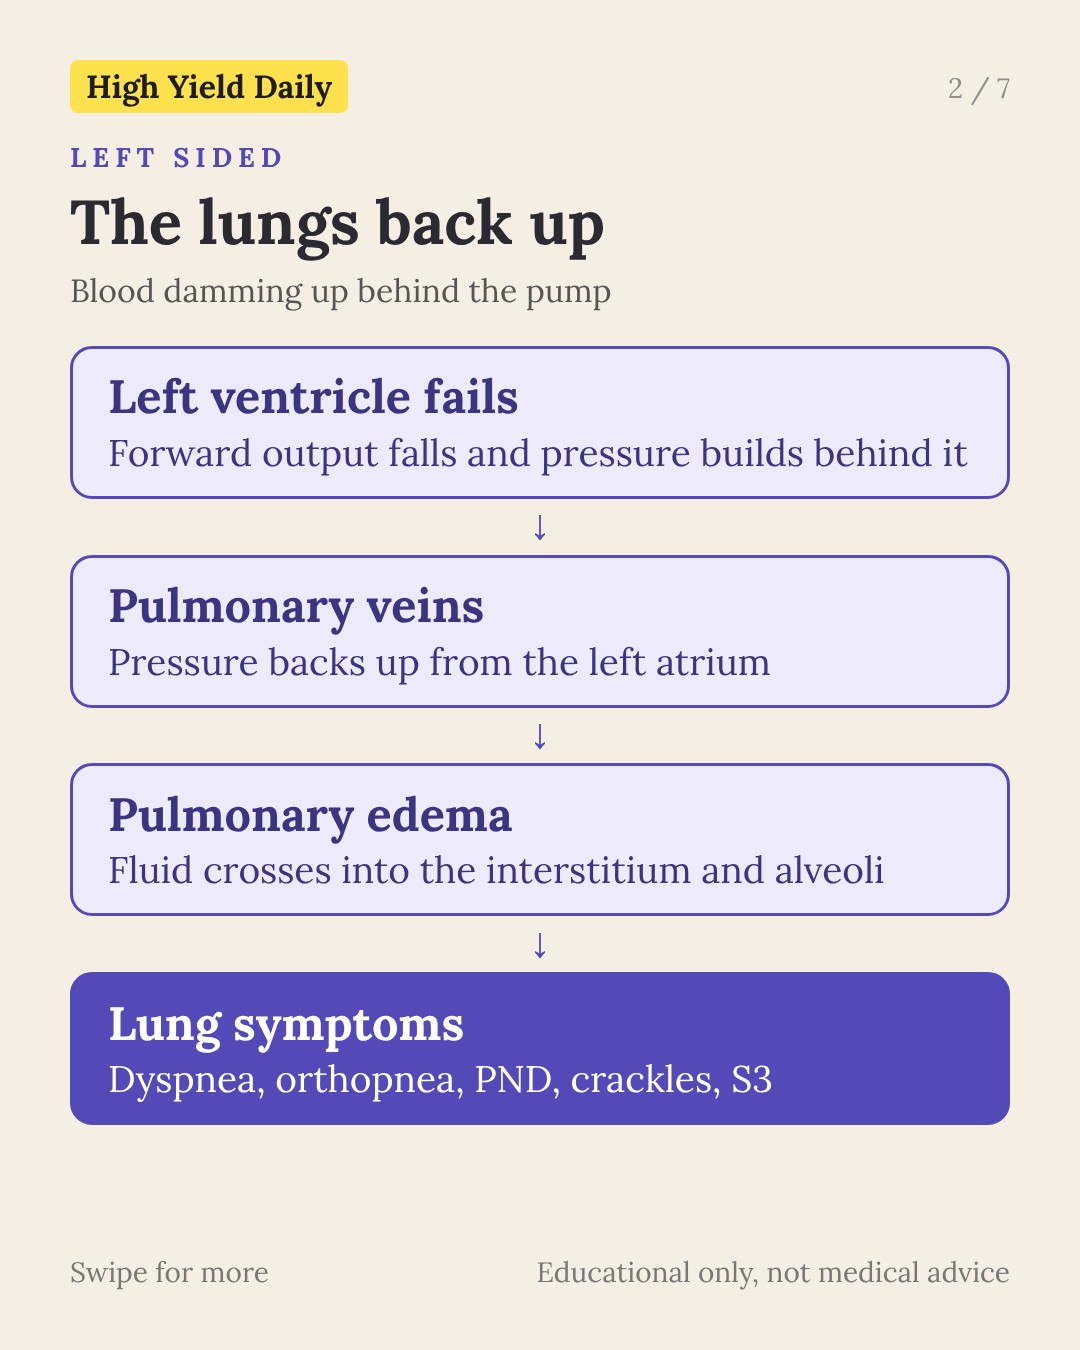 High Yield Daily
2 / 7
LEFT SIDED
The lungs back up
Blood damming up behind the pump
Left ventricle fails
Forward output falls and pressure builds behind it
↓
Pulmonary veins
Pressure backs up from the left atrium
↓
Pulmonary edema
Fluid crosses into the interstitium and alveoli
↓
Lung symptoms
Dyspnea, orthopnea, PND, crackles, S3
Swipe for more
Educational only, not medical advice